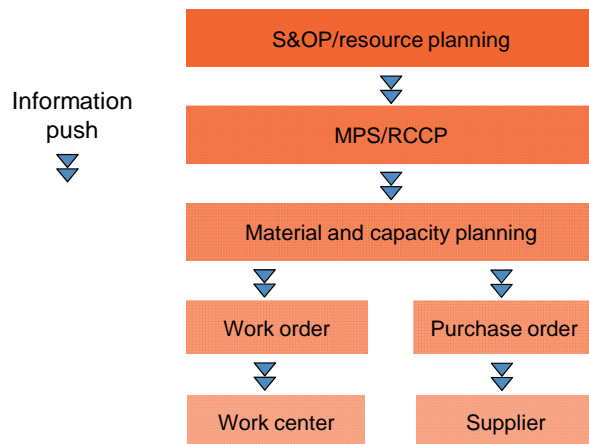 S&OP/resource planning
Information
push
MPS/RCCP
Material and capacity planning
Work order
Purchase order
Work center
Supplier